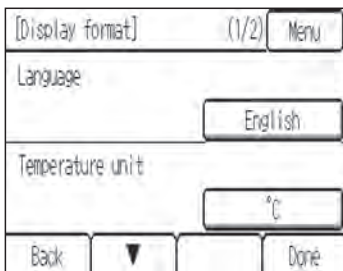 [Display format] (1/2) Menu
Language
English
Temperature unit
°C
Back ▼ Done